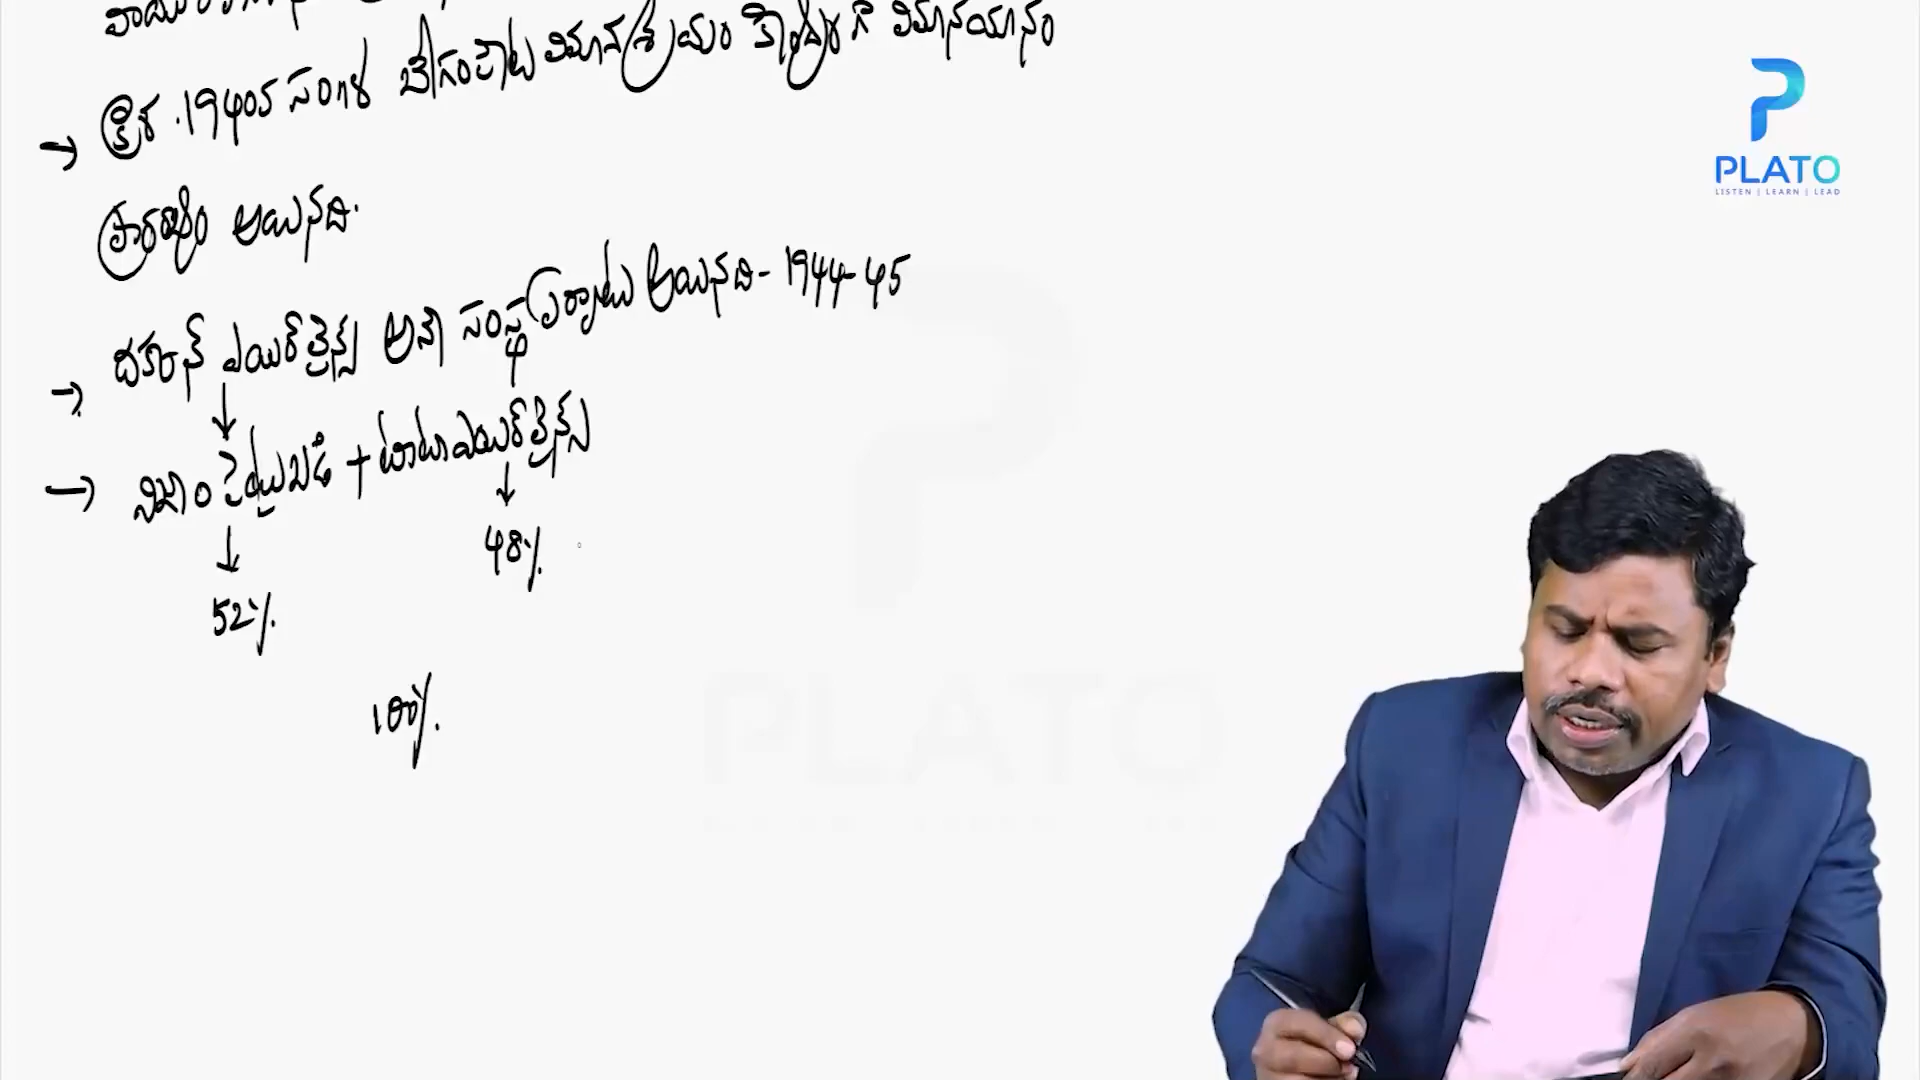 → క్రీ.శ. 1940వ సం॥లో బేగంపేట విమానాశ్రయం కేంద్రంగా విమానయానం
ప్రారంభం అయినది.
→ దక్కన్ ఎయిర్‌లైన్స్ అనే సంస్థ ఏర్పాటు అయినది - 1944-45
→ నిజాం రైల్వే + టాటా ఎయిర్‌లైన్స్
48%
52%
100%
PLATO
LISTEN | LEARN | LEAD
PLATO